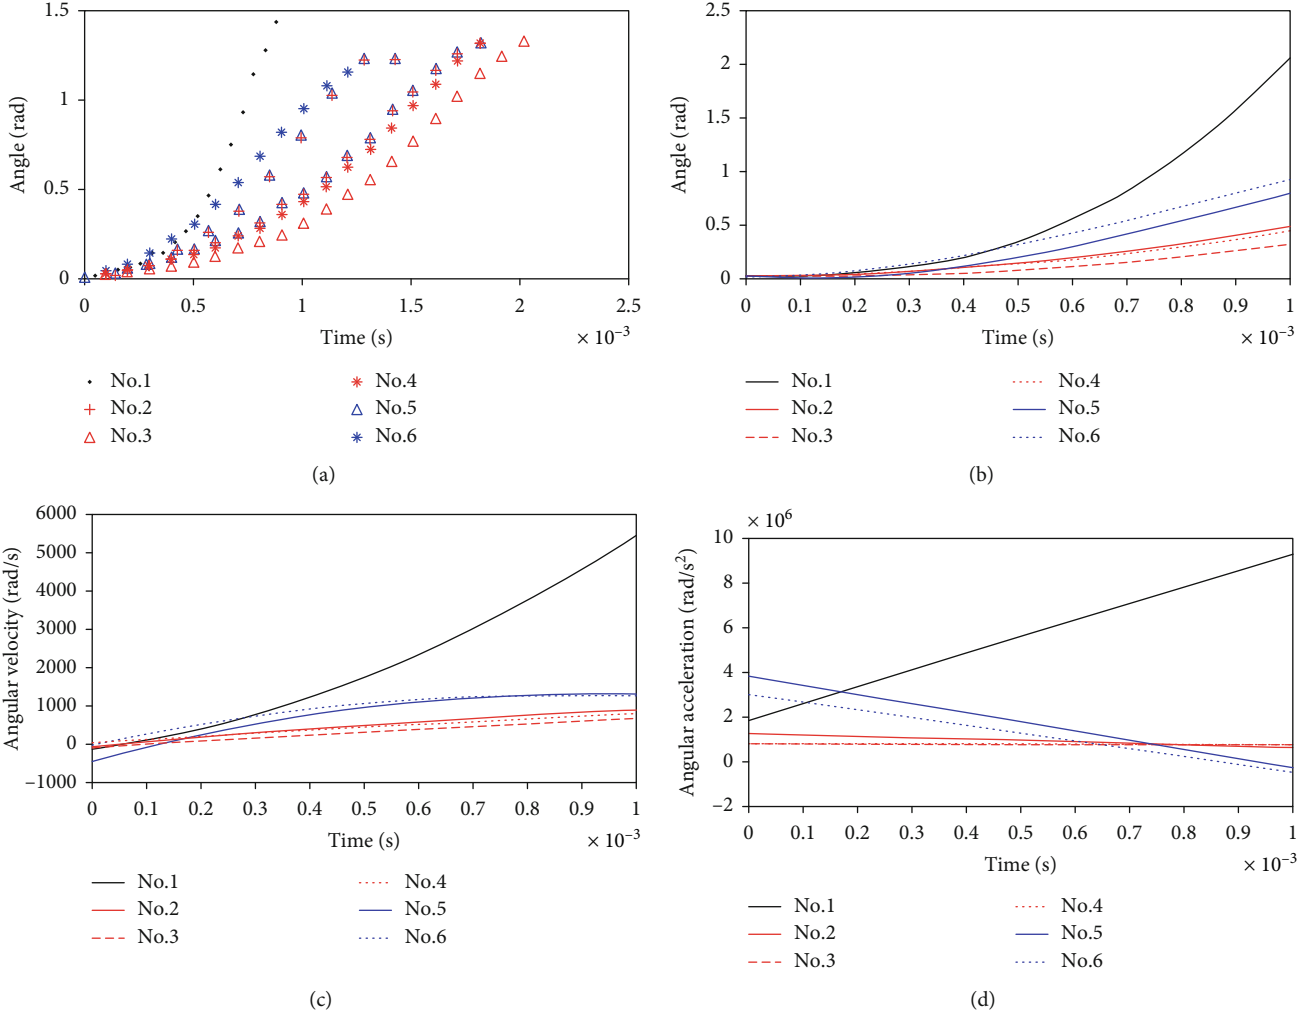 1.5
1
0.5
0
Angle (rad)
0 0.5 1 1.5 2 2.5
Time (s)
× 10–3
No.1 No.4
No.2 No.5
No.3 No.6
(a)
2.5
2
1.5
1
0.5
0
Angle (rad)
0 0.1 0.2 0.3 0.4 0.5 0.6 0.7 0.8 0.9 1
Time (s)
× 10–3
No.1 No.4
No.2 No.5
No.3 No.6
(b)
6000
5000
4000
3000
2000
1000
0
–1000
Angular velocity (rad/s)
0 0.1 0.2 0.3 0.4 0.5 0.6 0.7 0.8 0.9 1
Time (s)
× 10–3
No.1 No.4
No.2 No.5
No.3 No.6
(c)
× 10⁶
10
8
6
4
2
0
–2
Angular acceleration (rad/s²)
0 0.1 0.2 0.3 0.4 0.5 0.6 0.7 0.8 0.9 1
Time (s)
× 10–3
No.1 No.4
No.2 No.5
No.3 No.6
(d)